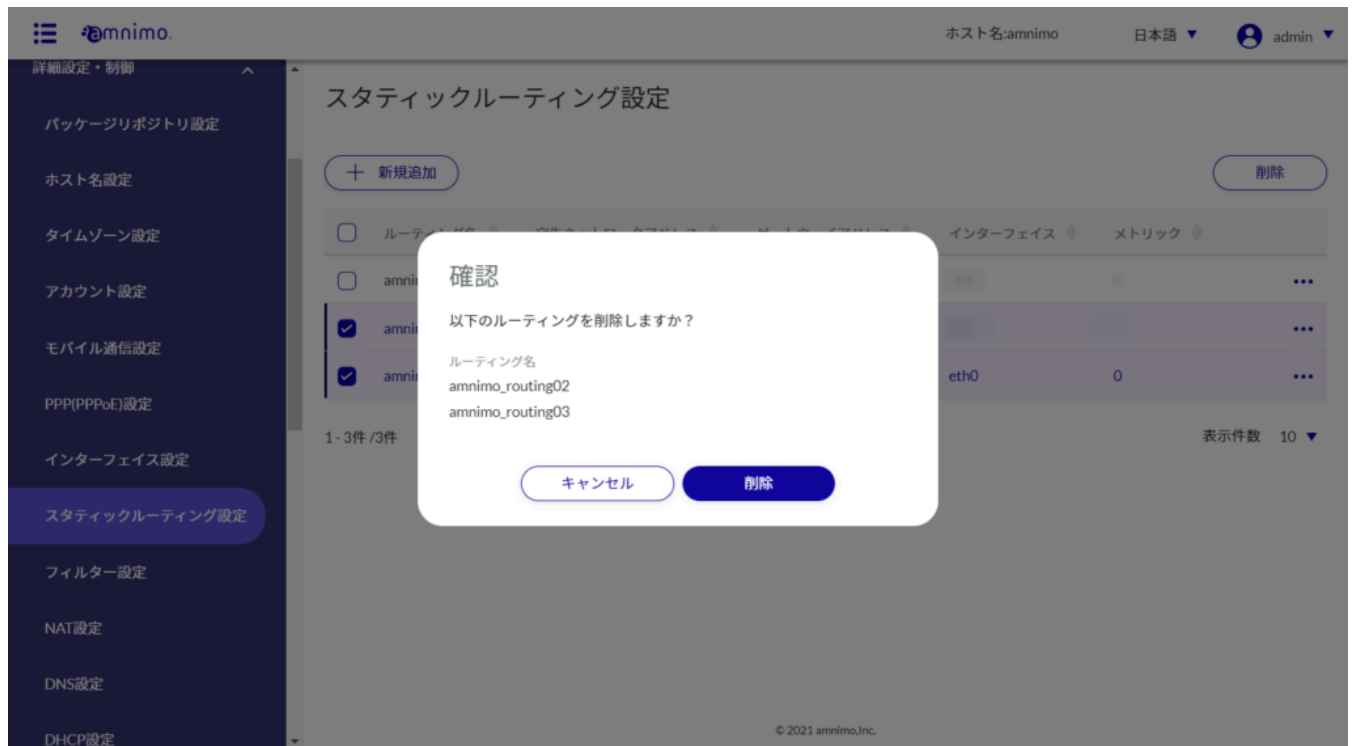 amnimo.
ホスト名:amnimo
日本語
admin
詳細設定・制御
パッケージリポジトリ設定
ホスト名設定
タイムゾーン設定
アカウント設定
モバイル通信設定
PPP(PPPoE)設定
インターフェイス設定
スタティックルーティング設定
フィルター設定
NAT設定
DNS設定
DHCP設定
スタティックルーティング設定
新規追加
削除
インターフェイス メトリック
eth0 0
1 - 3件 /3件
表示件数 10
確認
以下のルーティングを削除しますか？
ルーティング名
amnimo_routing02
amnimo_routing03
キャンセル
削除
© 2021 amnimo,Inc.